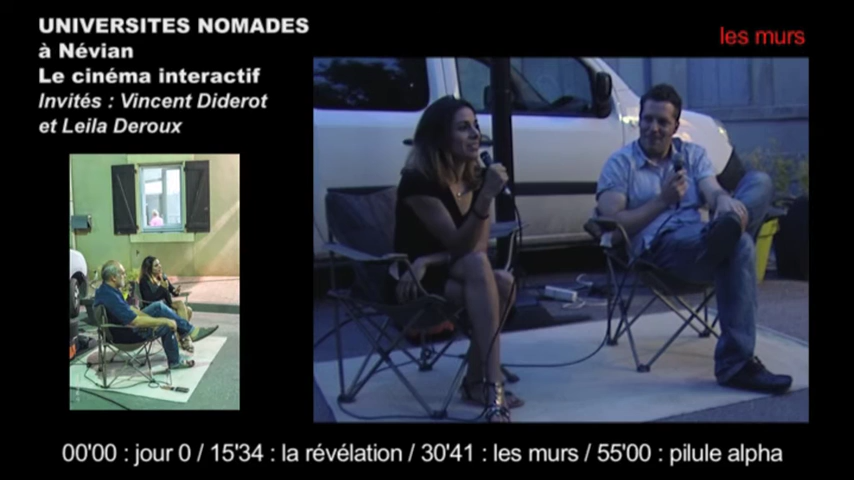 UNIVERSITES NOMADES
à Névian
Le cinéma interactif
Invités : Vincent Diderot
et Leila Deroux
les murs
00'00 : jour 0 / 15'34 : la révélation / 30'41 : les murs / 55'00 : pilule alpha